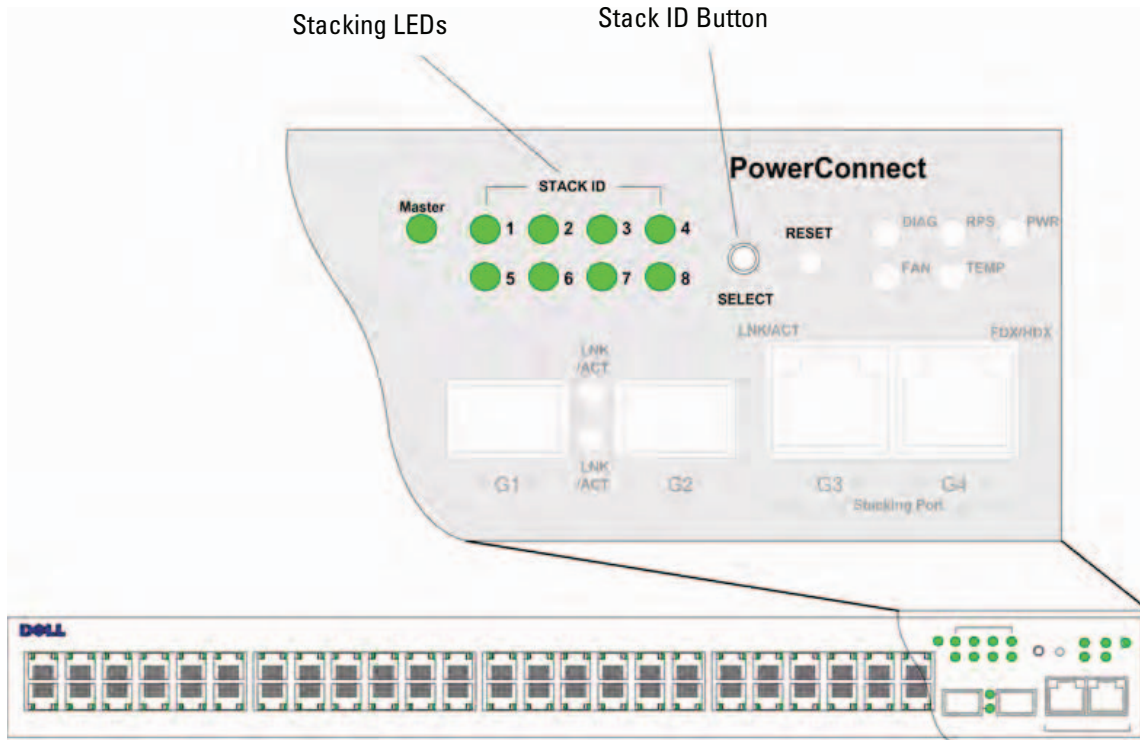 Stacking LEDs
Stack ID Button
PowerConnect
STACK ID
Master
1 2 3 4
RESET
DIAG RPS PWR
5 6 7 8
FAN TEMP
SELECT
LNK/ACT
FDX/HDX
LNK
/ACT
LNK
/ACT
G1
G2
G3
G4
Stacking Port
DELL